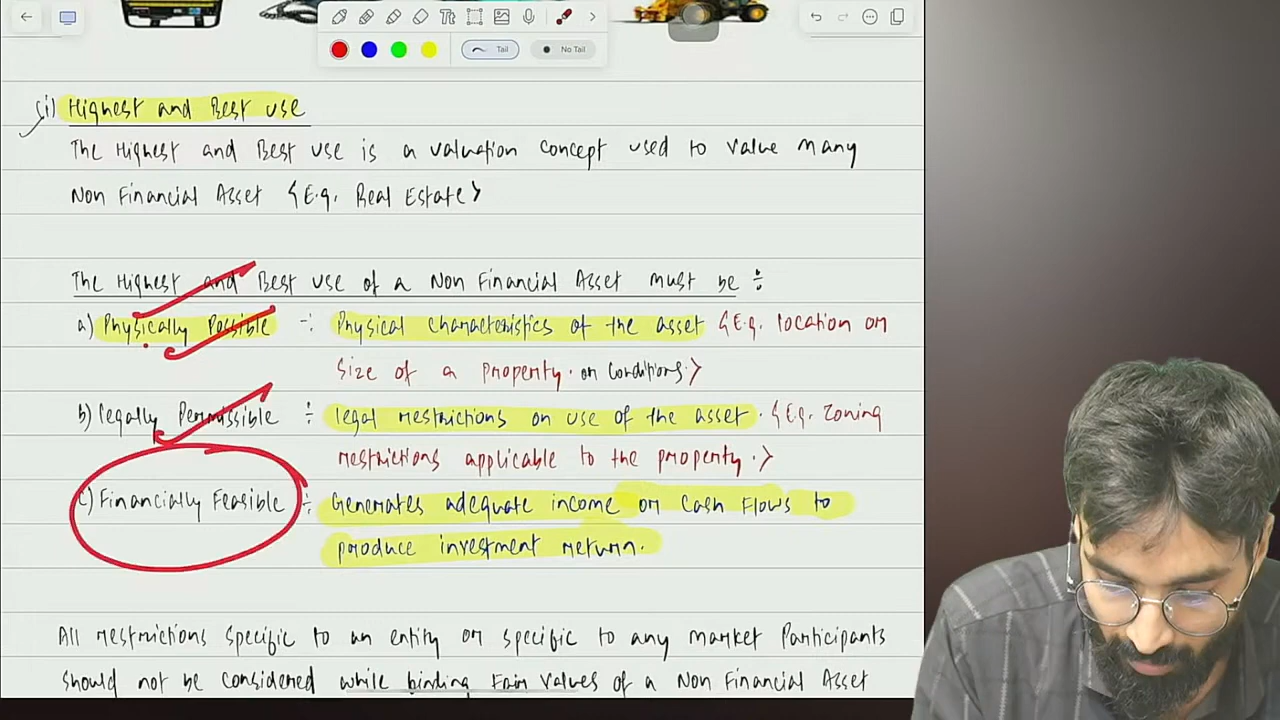 Tt
Tail
No Tail
(i) Highest and Best use
The Highest and Best use is a valuation concept used to value many
Non Financial Asset {E.g. Real Estate}
The Highest and Best use of a Non Financial Asset must be ÷
a) Physically Possible ÷ Physical characteristics of the asset {E.g. location or
size of a property. or conditions.}
b) legally Permissible ÷ legal restrictions on use of the asset. {E.g. zoning
restrictions applicable to the property.}
c) Financially Feasible ÷ Generates adequate income or cash flows to
produce investment return.
All restrictions specific to an entity or specific to any market Participants
should not be considered while binding Fair values of a Non Financial Asset